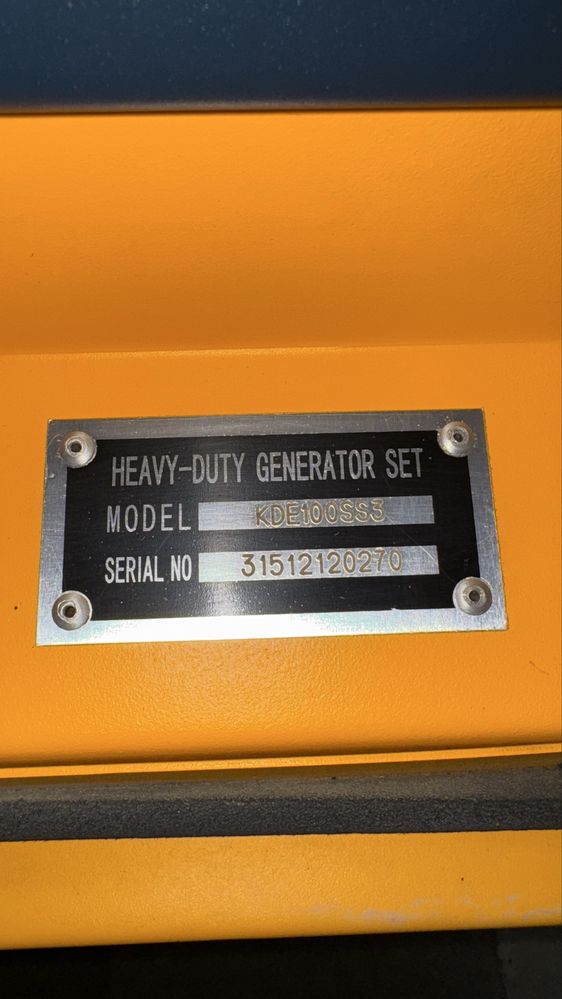 HEAVY-DUTY GENERATOR SET
MODEL KDE100SS3
SERIAL NO 31512120270